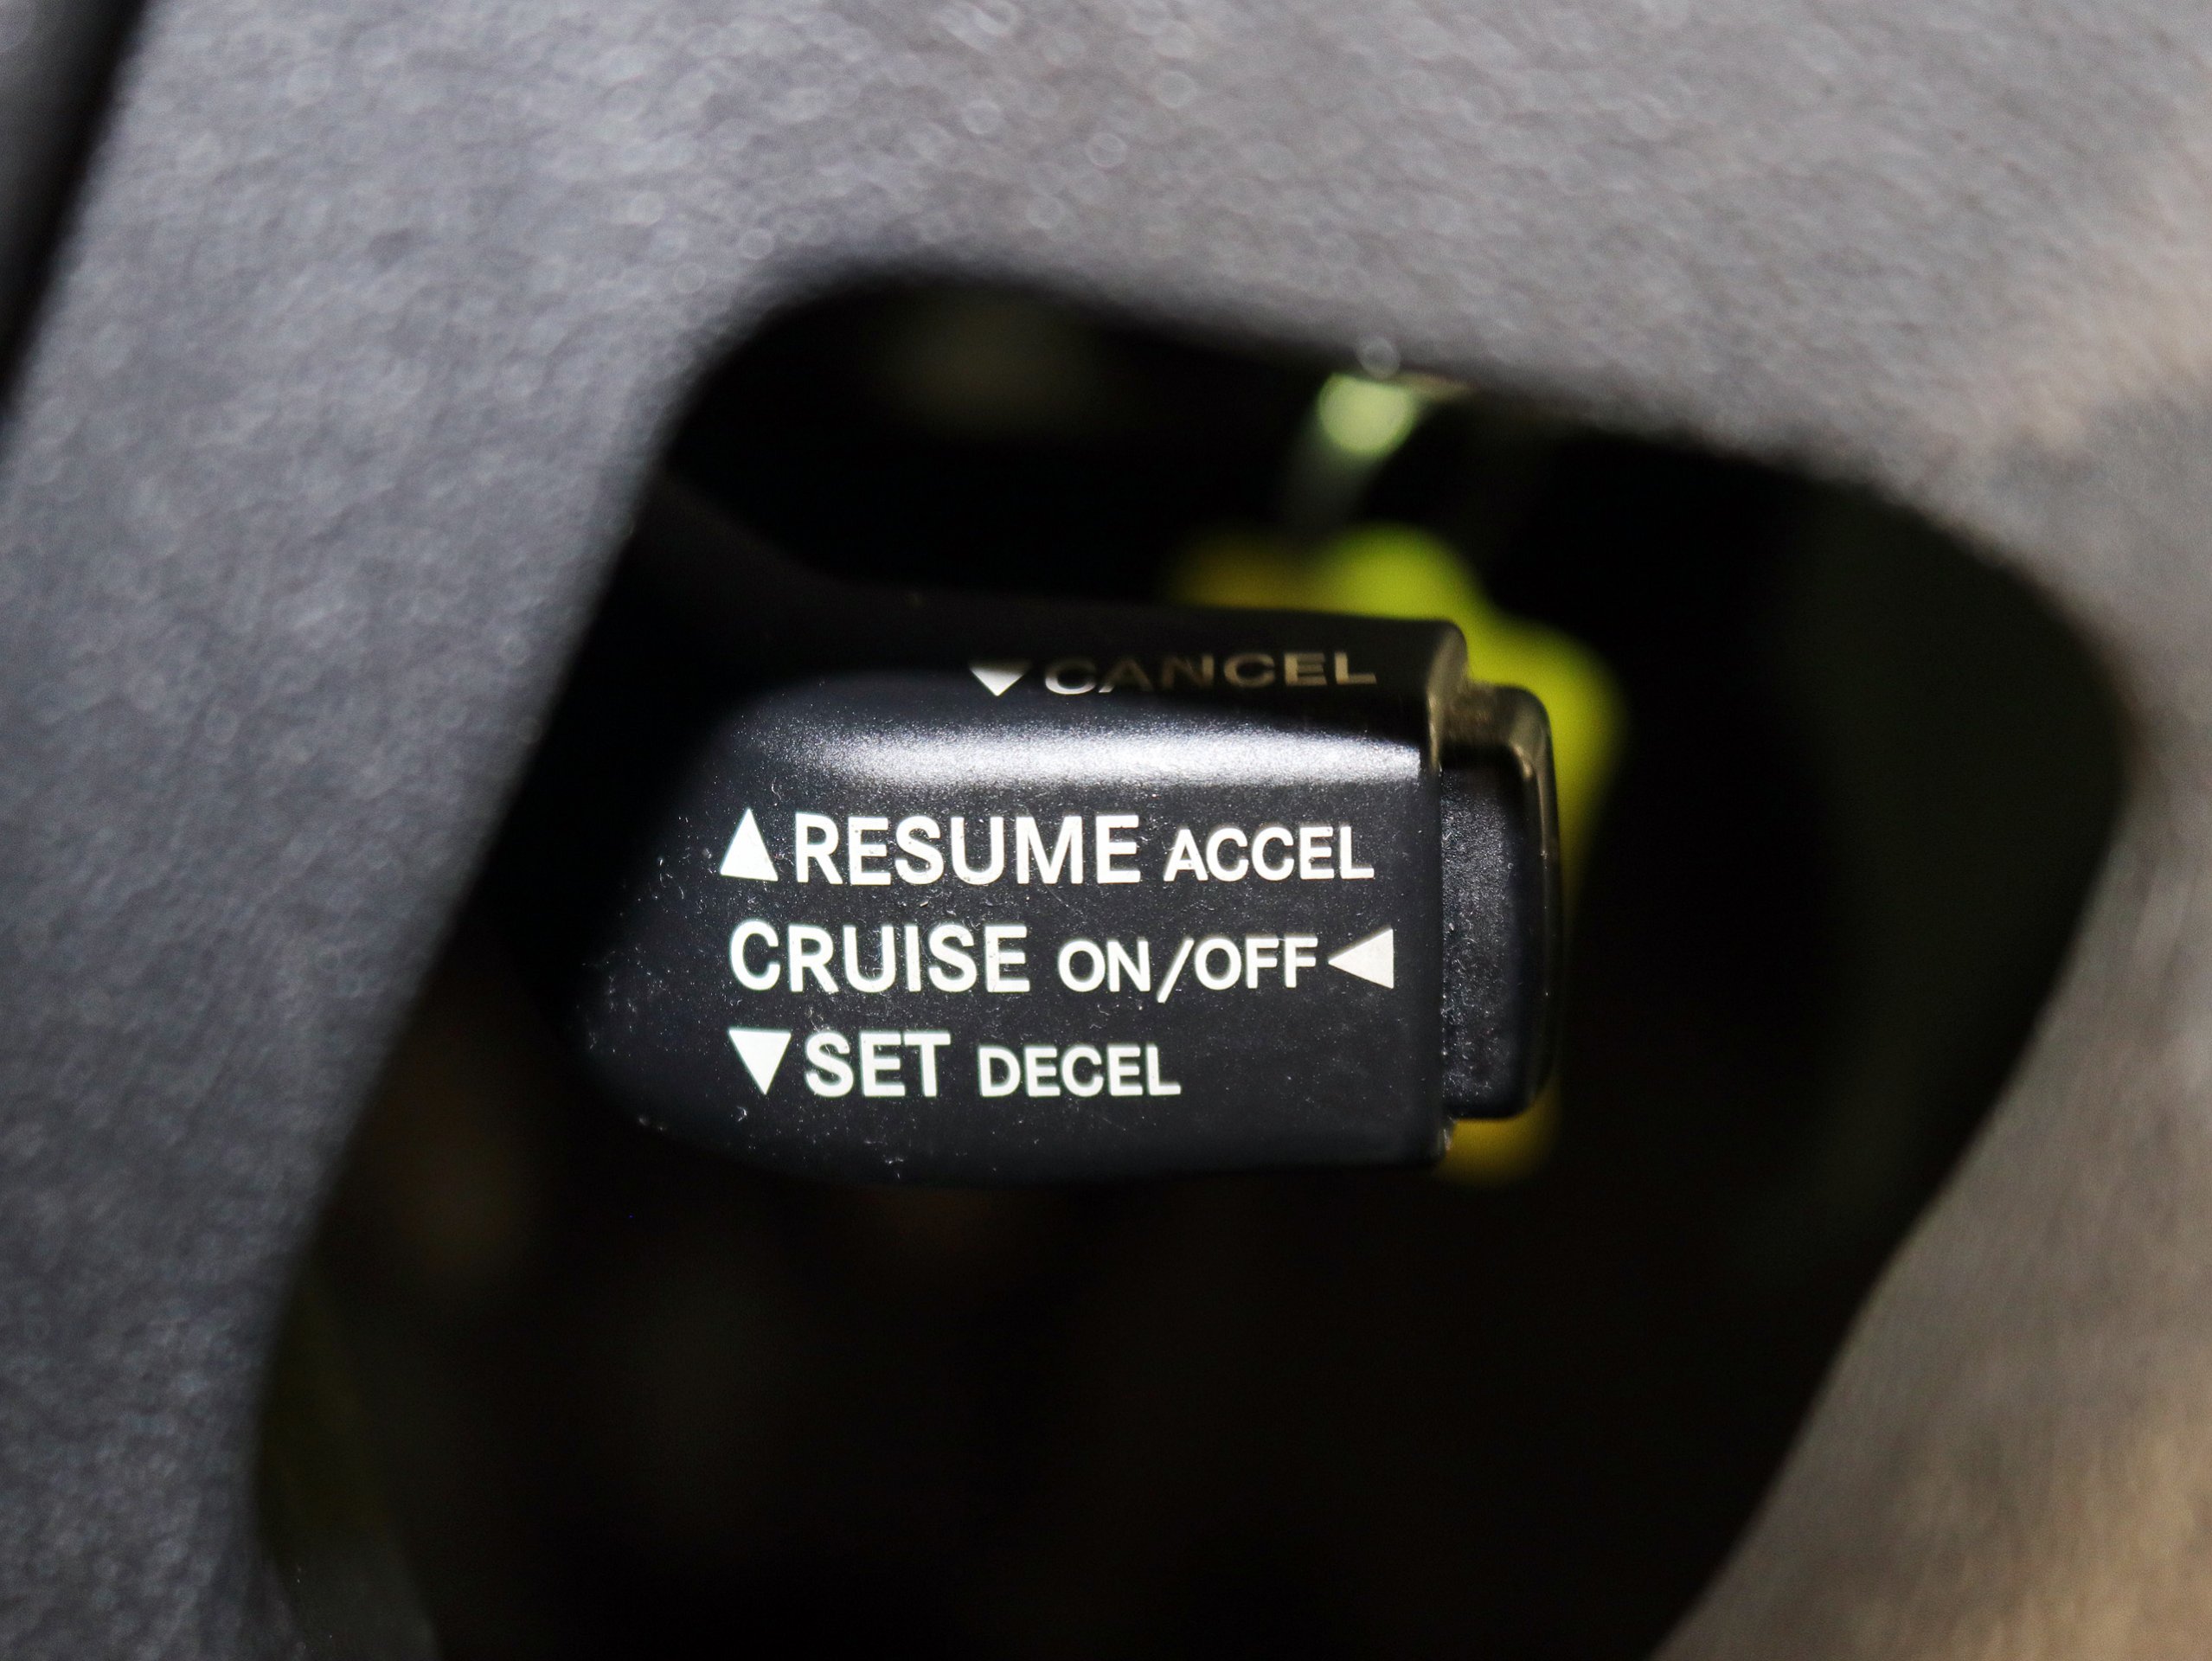 ▼CANCEL
▲RESUME ACCEL
CRUISE ON/OFF◀
▼SET DECEL